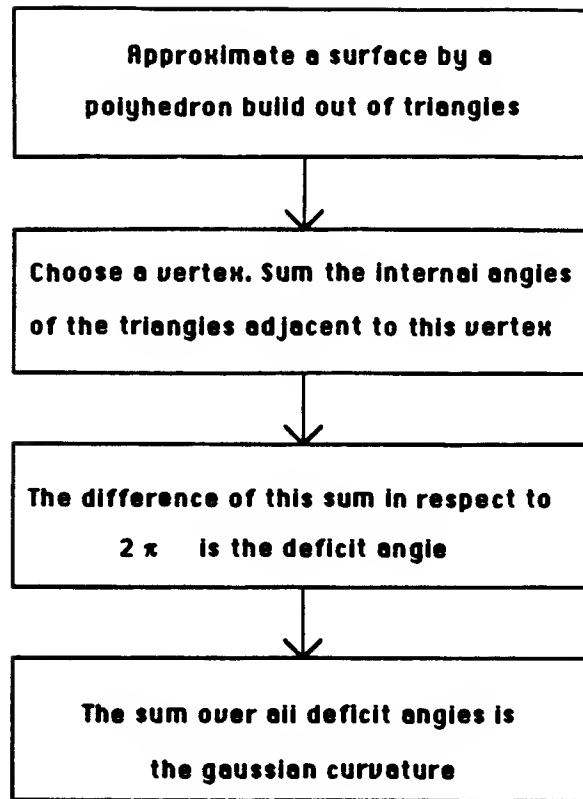 Approximate a surface by a
polyhedron build out of triangles
Choose a vertex. Sum the internal angles
of the triangles adjacent to this vertex
The difference of this sum in respect to
2 π is the deficit angle
The sum over all deficit angles is
the gaussian curvature